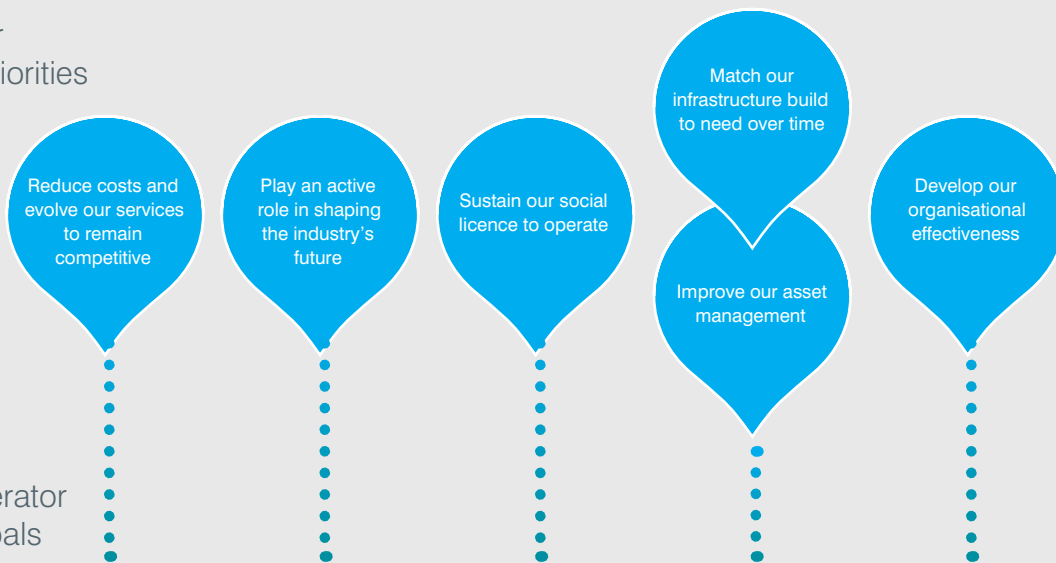 iorities
Reduce costs and
evolve our services
to remain
competitive
Play an active
role in shaping
the industry's
future
Sustain our social
licence to operate
Match our
infrastructure build
to need over time
Improve our asset
management
Develop our
organisational
effectiveness
erator
oals